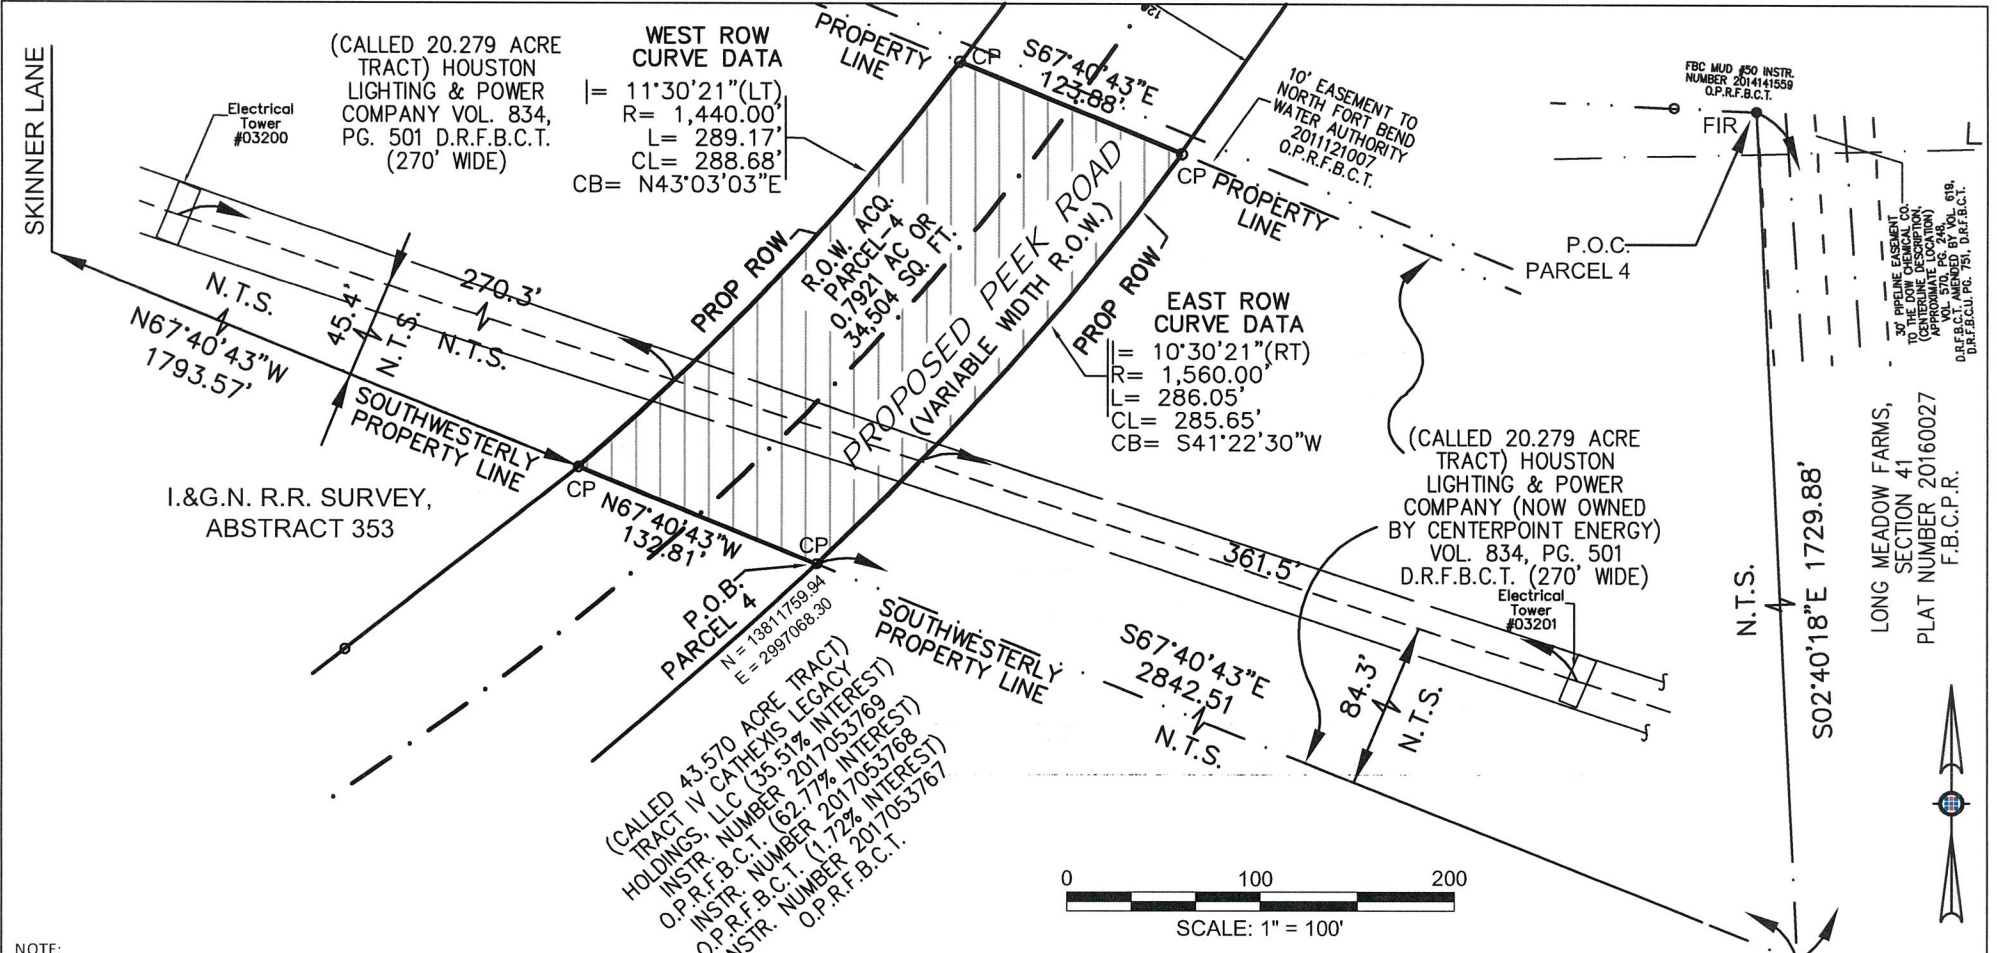 SKINNER LANE
(CALLED 20.279 ACRE
TRACT) HOUSTON
LIGHTING & POWER
COMPANY VOL. 834,
PG. 501 D.R.F.B.C.T.
(270' WIDE)
Electrical
Tower
#03200
WEST ROW
CURVE DATA
I= 11°30'21"(LT)
R= 1,440.00'
L= 289.17'
CL= 288.68'
CB= N43°03'03"E
PROPERTY
LINE
CP
S67°40'43"E
123.88'
10' EASEMENT TO
NORTH FORT BEND
WATER AUTHORITY
2011121007
O.P.R.F.B.C.T.
CP
PROPERTY
LINE
FBC MUD #50 INSTR.
NUMBER 2014141559
O.P.R.F.B.C.T.
FIR
P.O.C.
PARCEL 4
30' PIPELINE EASEMENT
TO THE DOW CHEMICAL CO.
(CENTERLINE DESCRIPTION,
APPROXIMATE LOCATION)
VOL. 570, PG. 248,
D.R.F.B.C.T. AMENDED BY VOL. 619,
D.R.F.B.C.U. PG. 751, D.R.F.B.C.T.
N.T.S.
270.3'
N.T.S.
45.4'
N.T.S.
N67°40'43"W
1793.57'
SOUTHWESTERLY
PROPERTY LINE
I.&G.N. R.R. SURVEY,
ABSTRACT 353
PROP ROW
R.O.W. ACQ.
PARCEL-4
0.7921 AC OR
34,504 SQ. FT.
PROPOSED PEEK ROAD
(VARIABLE WIDTH R.O.W.)
PROP ROW
EAST ROW
CURVE DATA
I= 10°30'21"(RT)
R= 1,560.00'
L= 286.05'
CL= 285.65'
CB= S41°22'30"W
(CALLED 20.279 ACRE
TRACT) HOUSTON
LIGHTING & POWER
COMPANY (NOW OWNED
BY CENTERPOINT ENERGY)
VOL. 834, PG. 501
D.R.F.B.C.T. (270' WIDE)
Electrical
Tower
#03201
361.5'
CP
N67°40'43"W
132.81'
CP
P.O.B.
PARCEL 4
N = 13811759.94
E = 2997068.30
SOUTHWESTERLY
PROPERTY LINE
S67°40'43"E
2842.51
N.T.S.
84.3'
N.T.S.
N.T.S.
S02°40'18"E 1729.88'
LONG MEADOW FARMS,
SECTION 41
PLAT NUMBER 20160027
F.B.C.P.R.
(CALLED 43.570 ACRE TRACT)
TRACT IV CATHEXIS LEGACY
HOLDINGS, LLC (35.51% INTEREST)
INSTR. NUMBER 2017053769
O.P.R.F.B.C.T. (62.77% INTEREST)
INSTR. NUMBER 2017053768
O.P.R.F.B.C.T. (1.72% INTEREST)
INSTR. NUMBER 2017053767
O.P.R.F.B.C.T.
0 100 200
SCALE: 1" = 100'
NOTE: